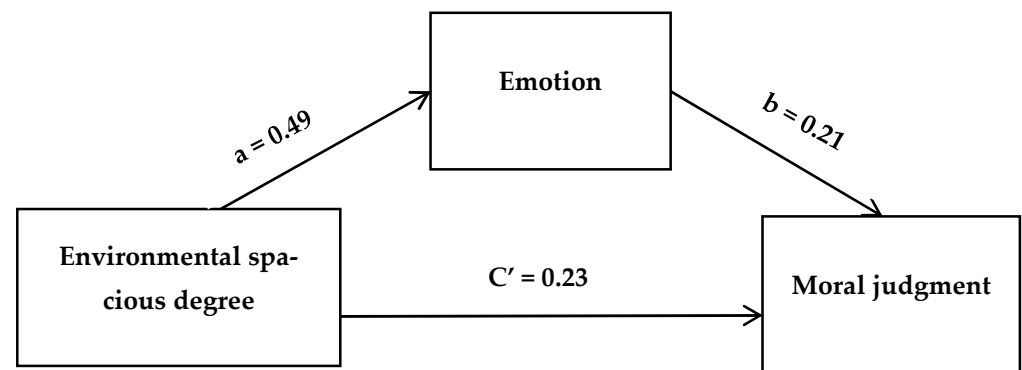 Emotion
a = 0.49
b = 0.21
Environmental spa-
cious degree
C′ = 0.23
Moral judgment